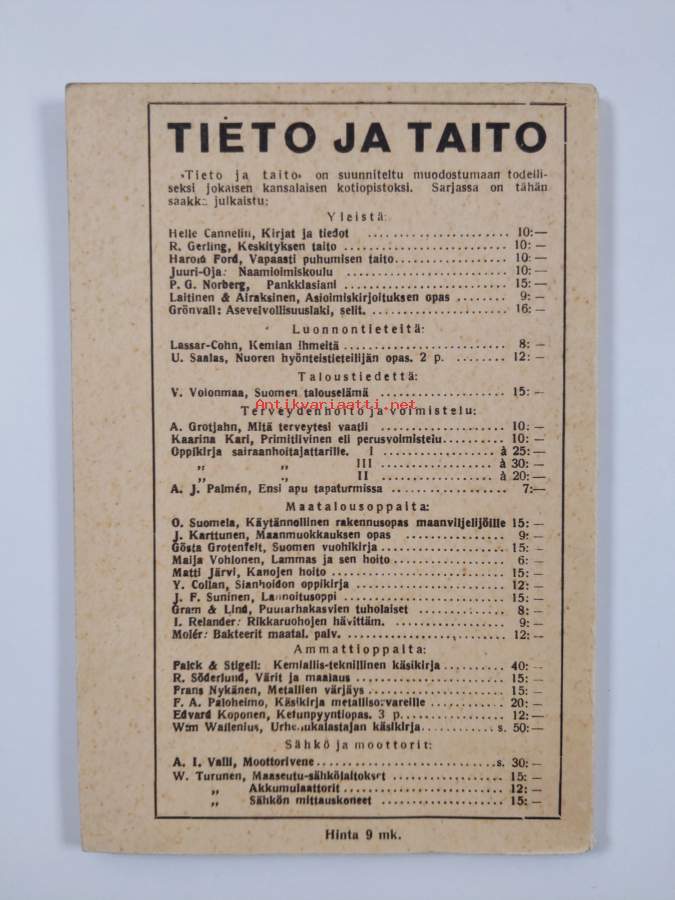 TIETO JA TAITO
»Tieto ja taito« on suunniteltu muodostumaan todelli-
seksi jokaisen kansalaisen kotiopistoksi. Sarjassa on tähän
saakka julkaistu:
Yleistä:
Helle Cannelin, Kirjat ja tiedot .................... 10:—
R. Gerling, Keskityksen taito ....................... 10:—
Harold Ford, Vapaasti puhumisen taito................ 10:—
Juuri-Oja: Naamioimiskoulu ....................... 10:—
P. G. Norberg, Pankkiasiani ....................... 15:—
Laitinen & Airaksinen, Asioimiskirjoituksen opas .. 9:—
Grönvall: Asevelvollisuuslaki, selit. .................... 16:—
Luonnontieteitä:
Lassar-Cohn, Kemian ihmeitä ....................... 8:—
U. Saalas, Nuoren hyönteistieteilijän opas. 2 p. ....... 12:—
Taloustiedettä:
V. Voionmaa, Suomen talouselämä ................. 15:—
Antikvariaatti.net
Terveydenhoito ja voimistelu:
A. Grotjahn, Mitä terveytesi vaatii ................. 10:—
Kaarina Kari, Primitiivinen eli perusvoimistelu.......... 10:—
Oppikirja sairaanhoitajattarille. I .................. à 25:—
„ „ III .................. à 30:—
„ „ II .................. à 20:—
A. J. Palmén, Ensi apu tapaturmissa ................. 7:—
Maatalousoppaita:
O. Suomela, Käytännöllinen rakennusopas maanviljelijöille 15:—
J. Karttunen, Maanmuokkauksen opas ............... 9:—
Gösta Grotenfelt, Suomen vuohikirja.................. 15:—
Maija Vohlonen, Lammas ja sen hoito ................ 6:—
Matti Järvi, Kanojen hoito .......................... 15:—
Y. Collan, Sianhoidon oppikirja ..................... 12:—
J. F. Suninen, Lannoitusoppi ........................ 15:—
Gram & Lind, Puutarhakasvien tuholaiset ............ 8:—
I. Relander: Rikkaruohojen hävittäm. ................ 9:—
Molér: Bakteerit maatal. palv. ....................... 12:—
Ammattioppaita:
Falck & Stigell: Kemiallis-teknillinen käsikirja ........ 40:—
R. Söderlund, Värit ja maalaus ...................... 15:—
Frans Nykänen, Metallien värjäys .................... 15:—
F. A. Paloheimo, Käsikirja metallisorvareille .......... 20:—
Edvard Koponen, Ketunpyyntiopas. 3 p............... 12:—
Wm Wallenius, Urheilukalastajan käsikirja.......... s. 50:—
Sähkö ja moottorit:
A. I. Valli, Moottorivene ........................ s. 30:—
W. Turunen, Maaseutu-sähkölaitokset ............... 15:—
„ Akkumulaattorit .................... 12:—
„ Sähkön mittauskoneet ............... 15:—
Hinta 9 mk.